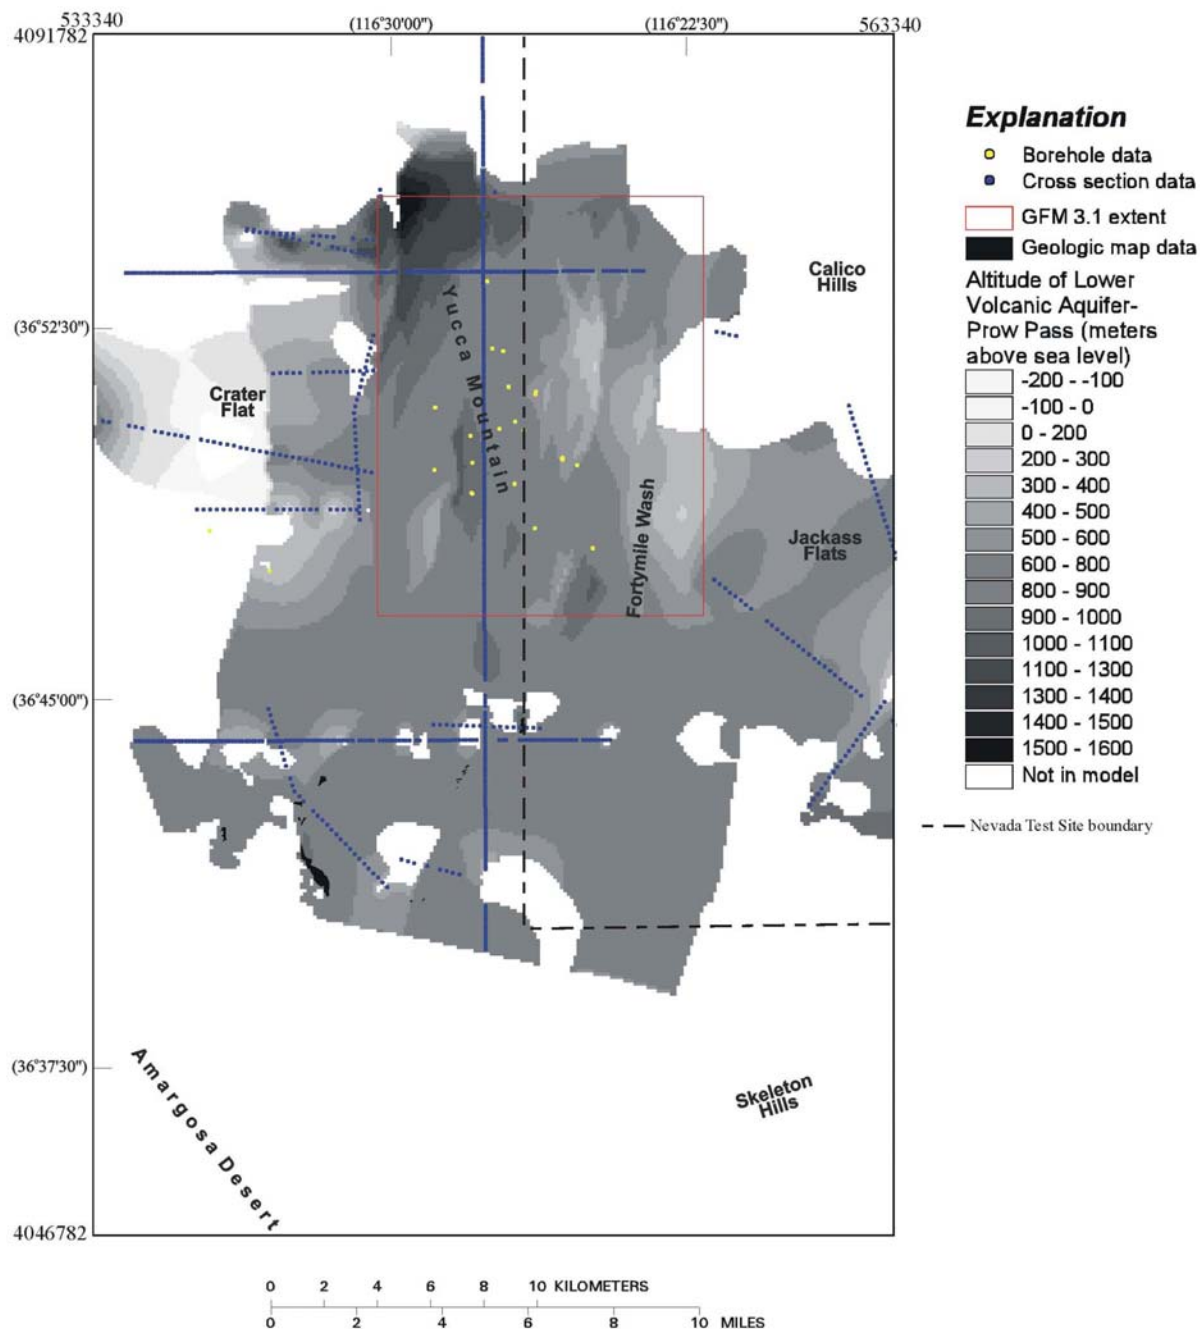 533340
(116°30'00")
(116°22'30")
563340
4091782
Explanation
Borehole data
Cross section data
GFM 3.1 extent
Geologic map data
Altitude of Lower
Volcanic Aquifer-
Prow Pass (meters
above sea level)
-200 - -100
-100 - 0
0 - 200
200 - 300
300 - 400
400 - 500
500 - 600
600 - 800
800 - 900
900 - 1000
1000 - 1100
1100 - 1300
1300 - 1400
1400 - 1500
1500 - 1600
Not in model
Nevada Test Site boundary
Calico
Hills
(36°52'30")
Yucca Mountain
Crater
Flat
Fortymile Wash
Jackass
Flats
(36°45'00")
(36°37'30")
Amargosa Desert
Skeleton
Hills
4046782
0 2 4 6 8 10 KILOMETERS
0 2 4 6 8 10 MILES